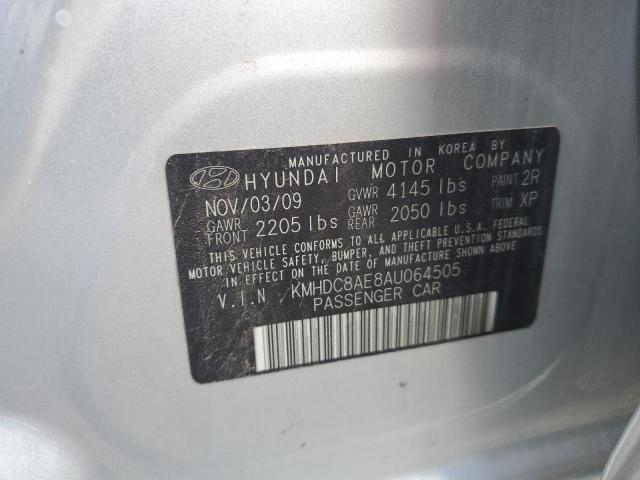 MANUFACTURED IN KOREA BY
HYUNDAI MOTOR COMPANY
NOV/03/09 GVWR 4145 lbs PAINT 2R
GAWR FRONT 2205 lbs GAWR REAR 2050 lbs TRIM XP
THIS VEHICLE CONFORMS TO ALL APPLICABLE U.S.A. FEDERAL
MOTOR VEHICLE SAFETY, BUMPER, AND THEFT PREVENTION
STANDARDS IN EFFECT ON THE DATE OF MANUFACTURE SHOWN ABOVE
V.I.N KMHDC8AE8AU064505
PASSENGER CAR